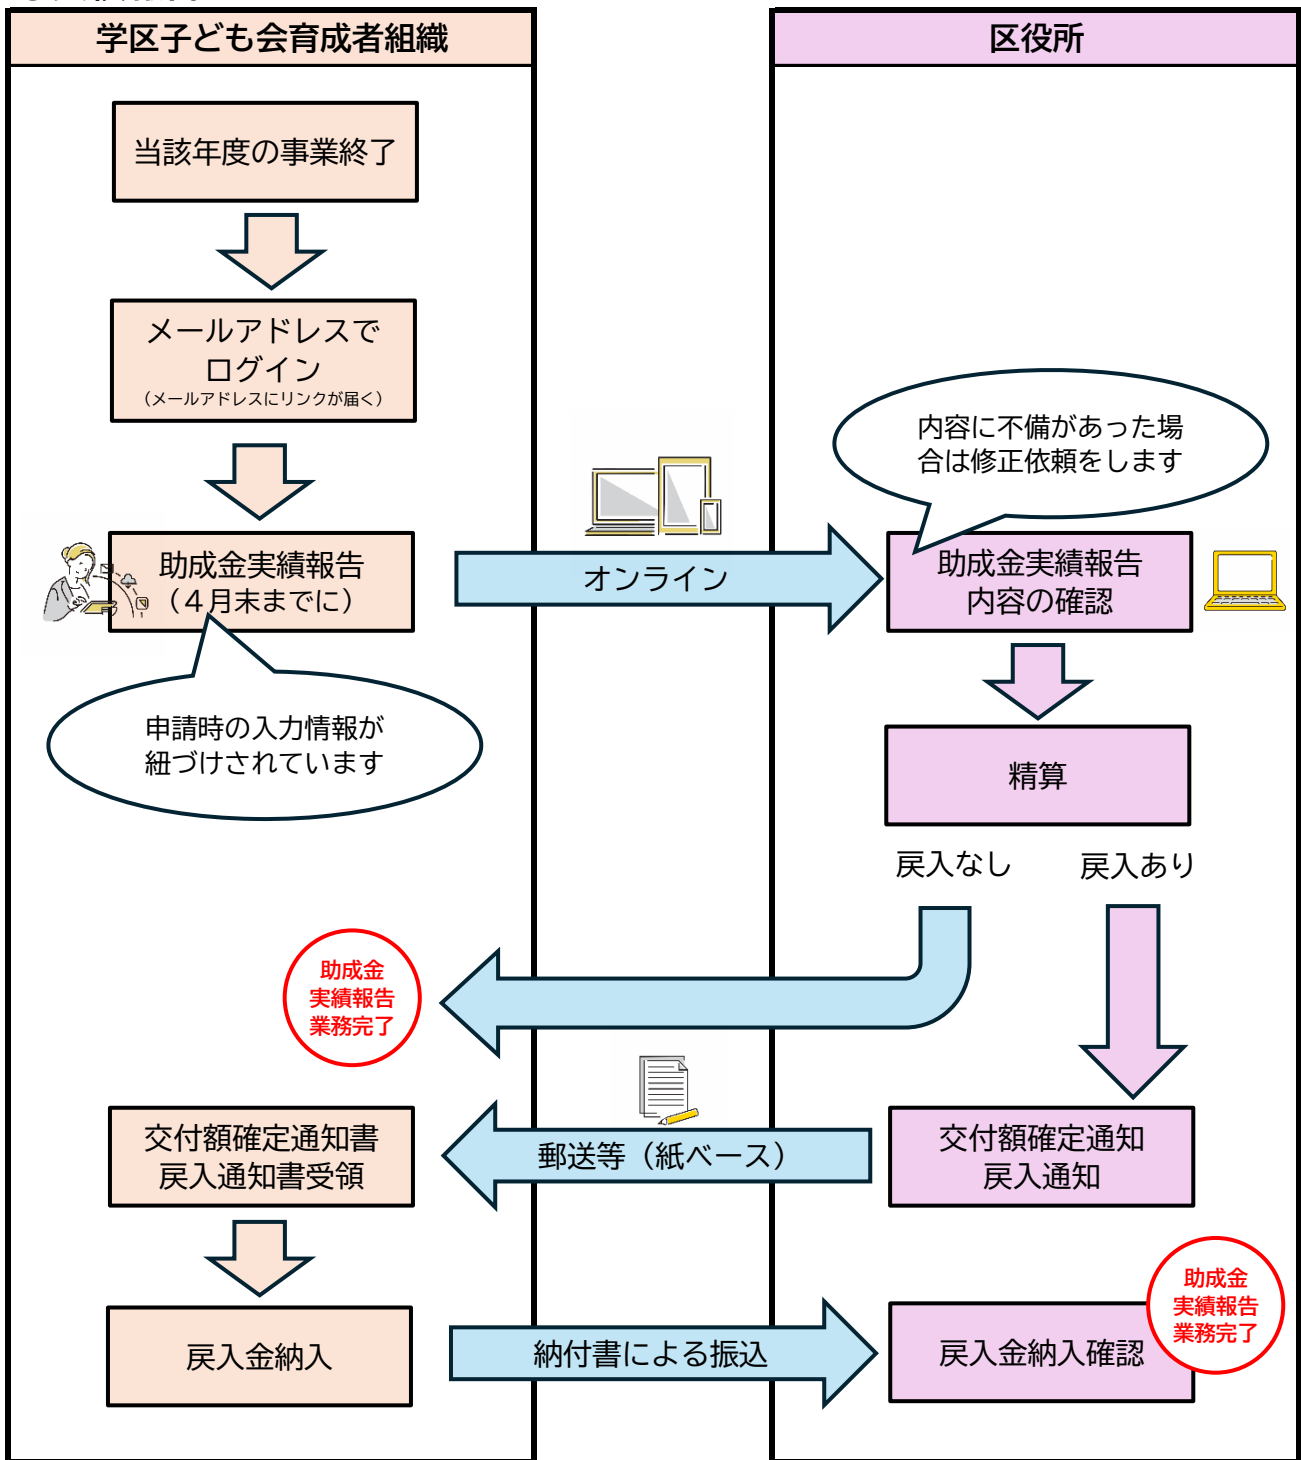 学区子ども会育成者組織
区役所
当該年度の事業終了
メールアドレスで
ログイン
（メールアドレスにリンクが届く）
内容に不備があった場
合は修正依頼をします
助成金実績報告
（４月末までに）
オンライン
助成金実績報告
内容の確認
申請時の入力情報が
紐づけされています
精算
戻入なし
戻入あり
助成金
実績報告
業務完了
交付額確定通知書
戻入通知書受領
郵送等（紙ベース）
交付額確定通知
戻入通知
戻入金納入
納付書による振込
戻入金納入確認
助成金
実績報告
業務完了